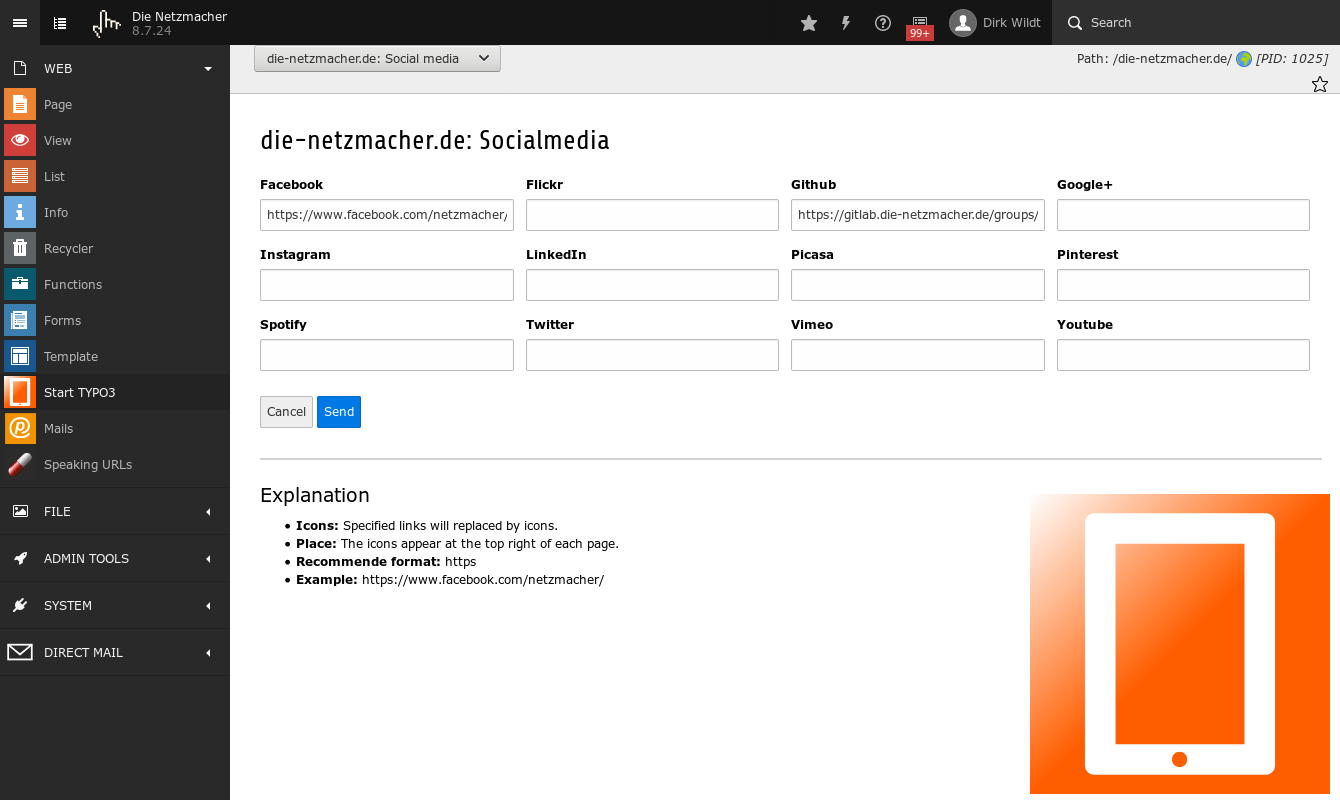 Die Netzmacher
8.7.24
99+
Dirk Wildt
Search
WEB
Page
View
List
Info
Recycler
Functions
Forms
Template
Start TYPO3
Mails
Speaking URLs
FILE
ADMIN TOOLS
SYSTEM
DIRECT MAIL
die-netzmacher.de: Social media
Path: /die-netzmacher.de/ [PID: 1025]
die-netzmacher.de: Socialmedia
Facebook Flickr Github Google+
https://www.facebook.com/netzmacher/ https://gitlab.die-netzmacher.de/groups/
Instagram LinkedIn Picasa Pinterest
Spotify Twitter Vimeo Youtube
Cancel Send
Explanation
• Icons: Specified links will replaced by icons.
• Place: The icons appear at the top right of each page.
• Recommende format: https
• Example: https://www.facebook.com/netzmacher/